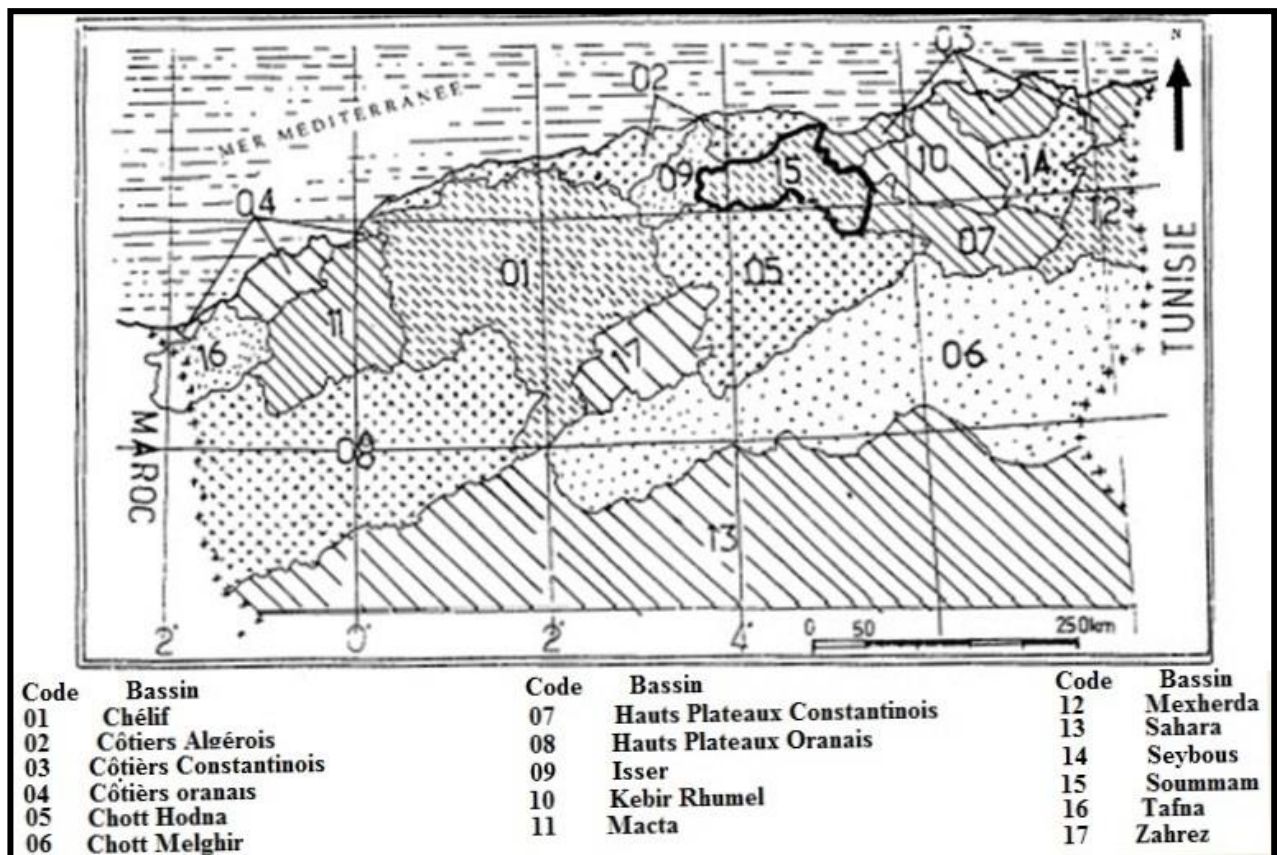 N
03
02
MER MÉDITERRANÉE
10
14
15
09
12
04
07
TUNISIE
01
05
11
16
17
06
MAROC
08
13
2°
0°
2°
4°
0 50 250km
Code Bassin
01 Chélif
02 Côtiers Algérois
03 Côtièrs Constantinois
04 Côtièrs oranais
05 Chott Hodna
06 Chott Melghir
Code Bassin
07 Hauts Plateaux Constantinois
08 Hauts Plateaux Oranais
09 Isser
10 Kebir Rhumel
11 Macta
Code Bassin
12 Mexherda
13 Sahara
14 Seybous
15 Soummam
16 Tafna
17 Zahrez